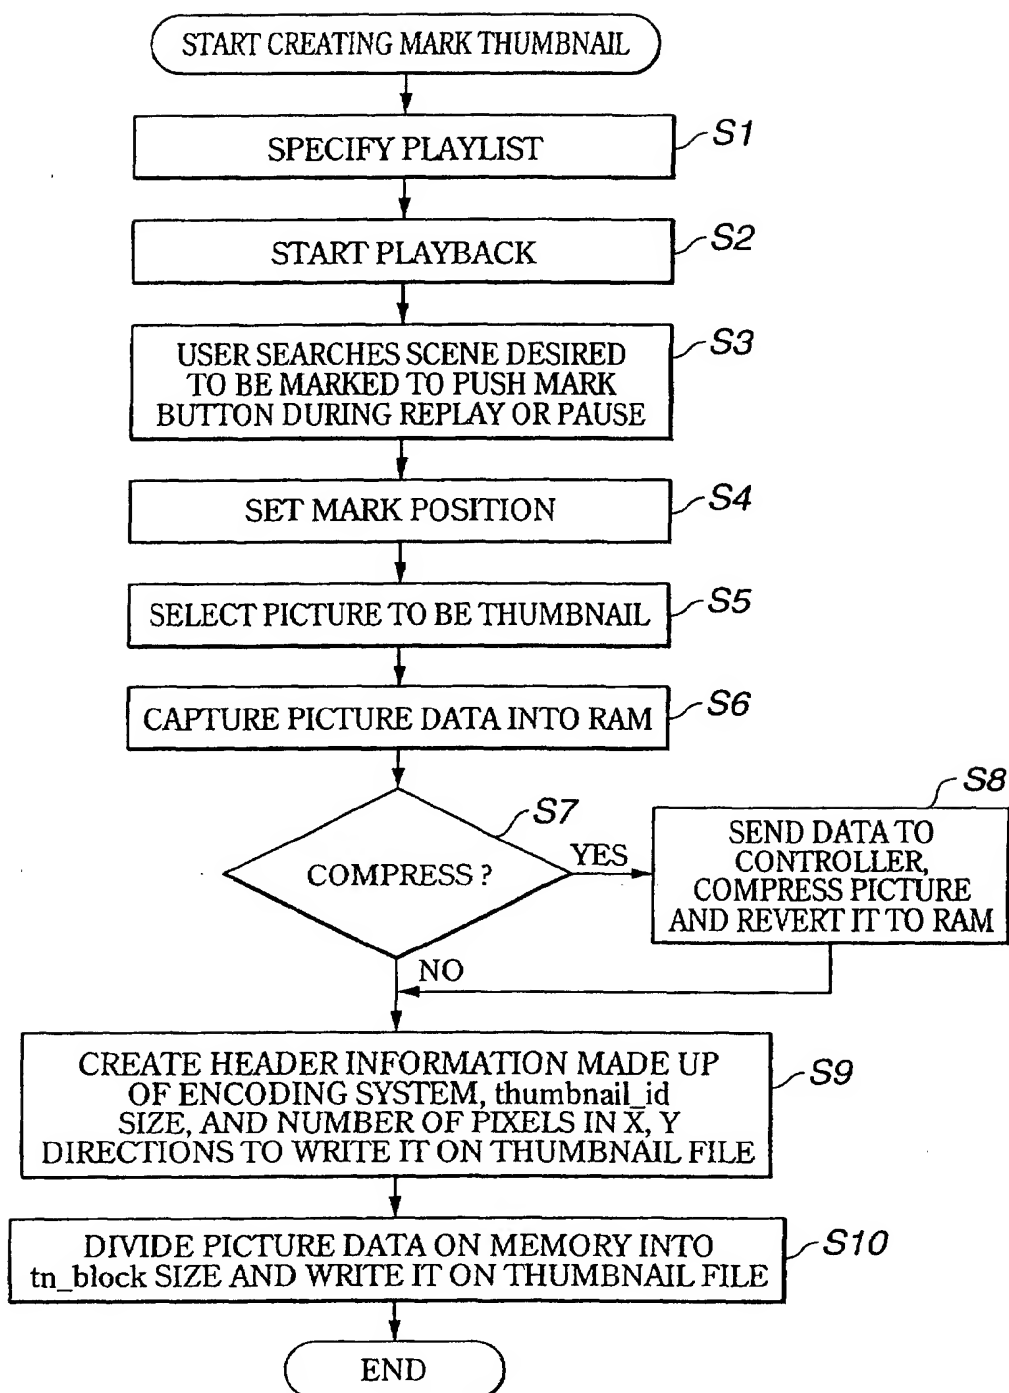 START CREATING MARK THUMBNAIL
SPECIFY PLAYLIST
S1
START PLAYBACK
S2
USER SEARCHES SCENE DESIRED
TO BE MARKED TO PUSH MARK
BUTTON DURING REPLAY OR PAUSE
S3
SET MARK POSITION
S4
SELECT PICTURE TO BE THUMBNAIL
S5
CAPTURE PICTURE DATA INTO RAM
S6
COMPRESS ?
S7
YES
SEND DATA TO
CONTROLLER,
COMPRESS PICTURE
AND REVERT IT TO RAM
S8
NO
CREATE HEADER INFORMATION MADE UP
OF ENCODING SYSTEM, thumbnail_id
SIZE, AND NUMBER OF PIXELS IN X, Y
DIRECTIONS TO WRITE IT ON THUMBNAIL FILE
S9
DIVIDE PICTURE DATA ON MEMORY INTO
tn_block SIZE AND WRITE IT ON THUMBNAIL FILE
S10
END